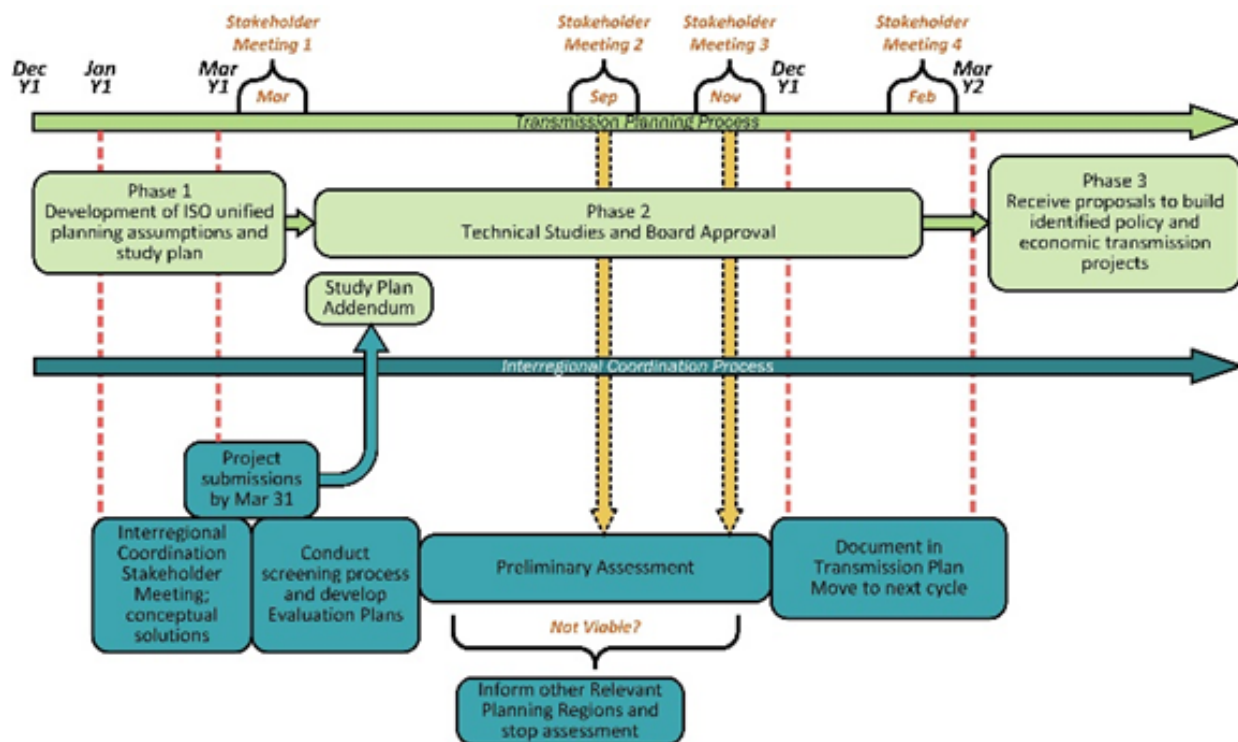 Stakeholder
Meeting 1
Stakeholder
Meeting 2
Stakeholder
Meeting 3
Stakeholder
Meeting 4
Dec
Y1
Jan
Y1
Mar
Y1
Mar
Sep
Nov
Dec
Y1
Feb
Mar
Y2
Transmission Planning Process
Phase 1
Development of ISO unified
planning assumptions and
study plan
Phase 2
Technical Studies and Board Approval
Phase 3
Receive proposals to build
identified policy and
economic transmission
projects
Study Plan
Addendum
Interregional Coordination Process
Project
submissions
by Mar 31
Interregional
Coordination
Stakeholder
Meeting;
conceptual
solutions
Conduct
screening process
and develop
Evaluation Plans
Preliminary Assessment
Document in
Transmission Plan
Move to next cycle
Not Viable?
Inform other Relevant
Planning Regions and
stop assessment